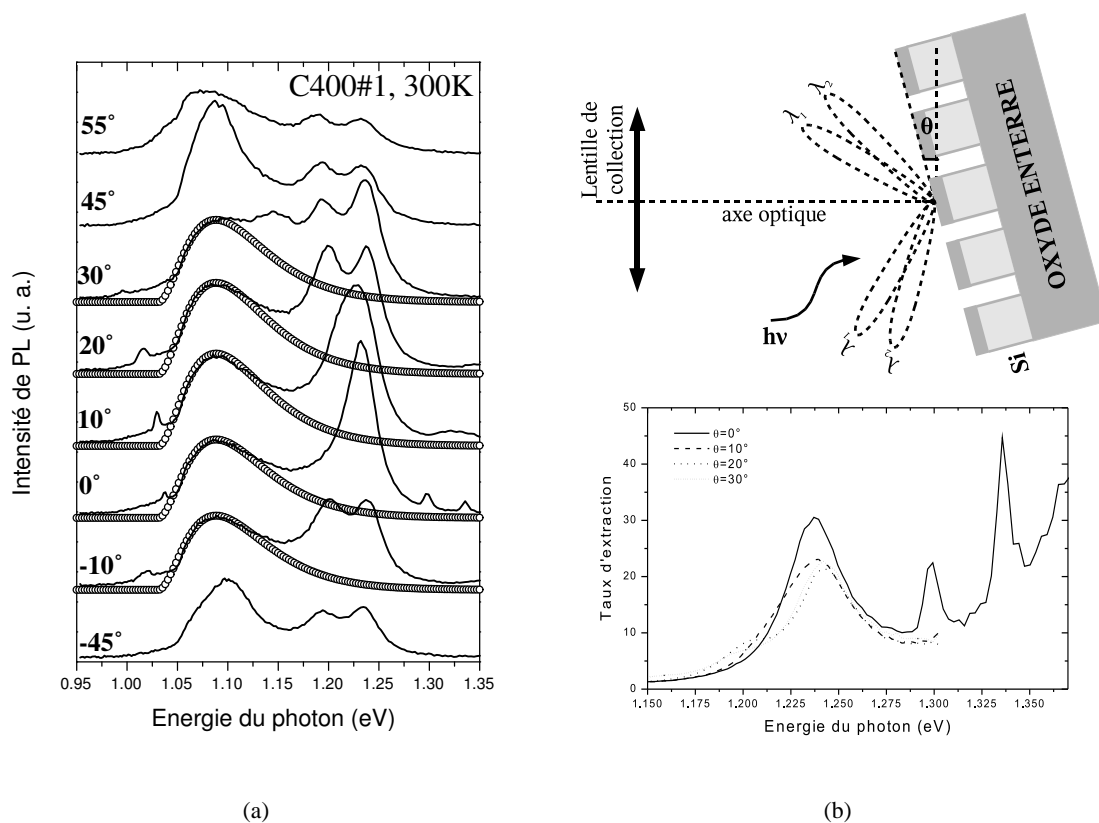 C400#1, 300K
55°
45°
30°
20°
10°
0°
-10°
-45°
Intensité de PL (u. a.)
0.95 1.00 1.05 1.10 1.15 1.20 1.25 1.30 1.35
Energie du photon (eV)
(a)
Lentille de
collection
axe optique
hν
θ
λ1
λ2
λ1
λ2
OXYDE ENTERRE
Si
50
40
30
20
10
0
θ=0°
θ=10°
θ=20°
θ=30°
Taux d'extraction
1,150 1,175 1,200 1,225 1,250 1,275 1,300 1,325 1,350
Energie du photon (eV)
(b)